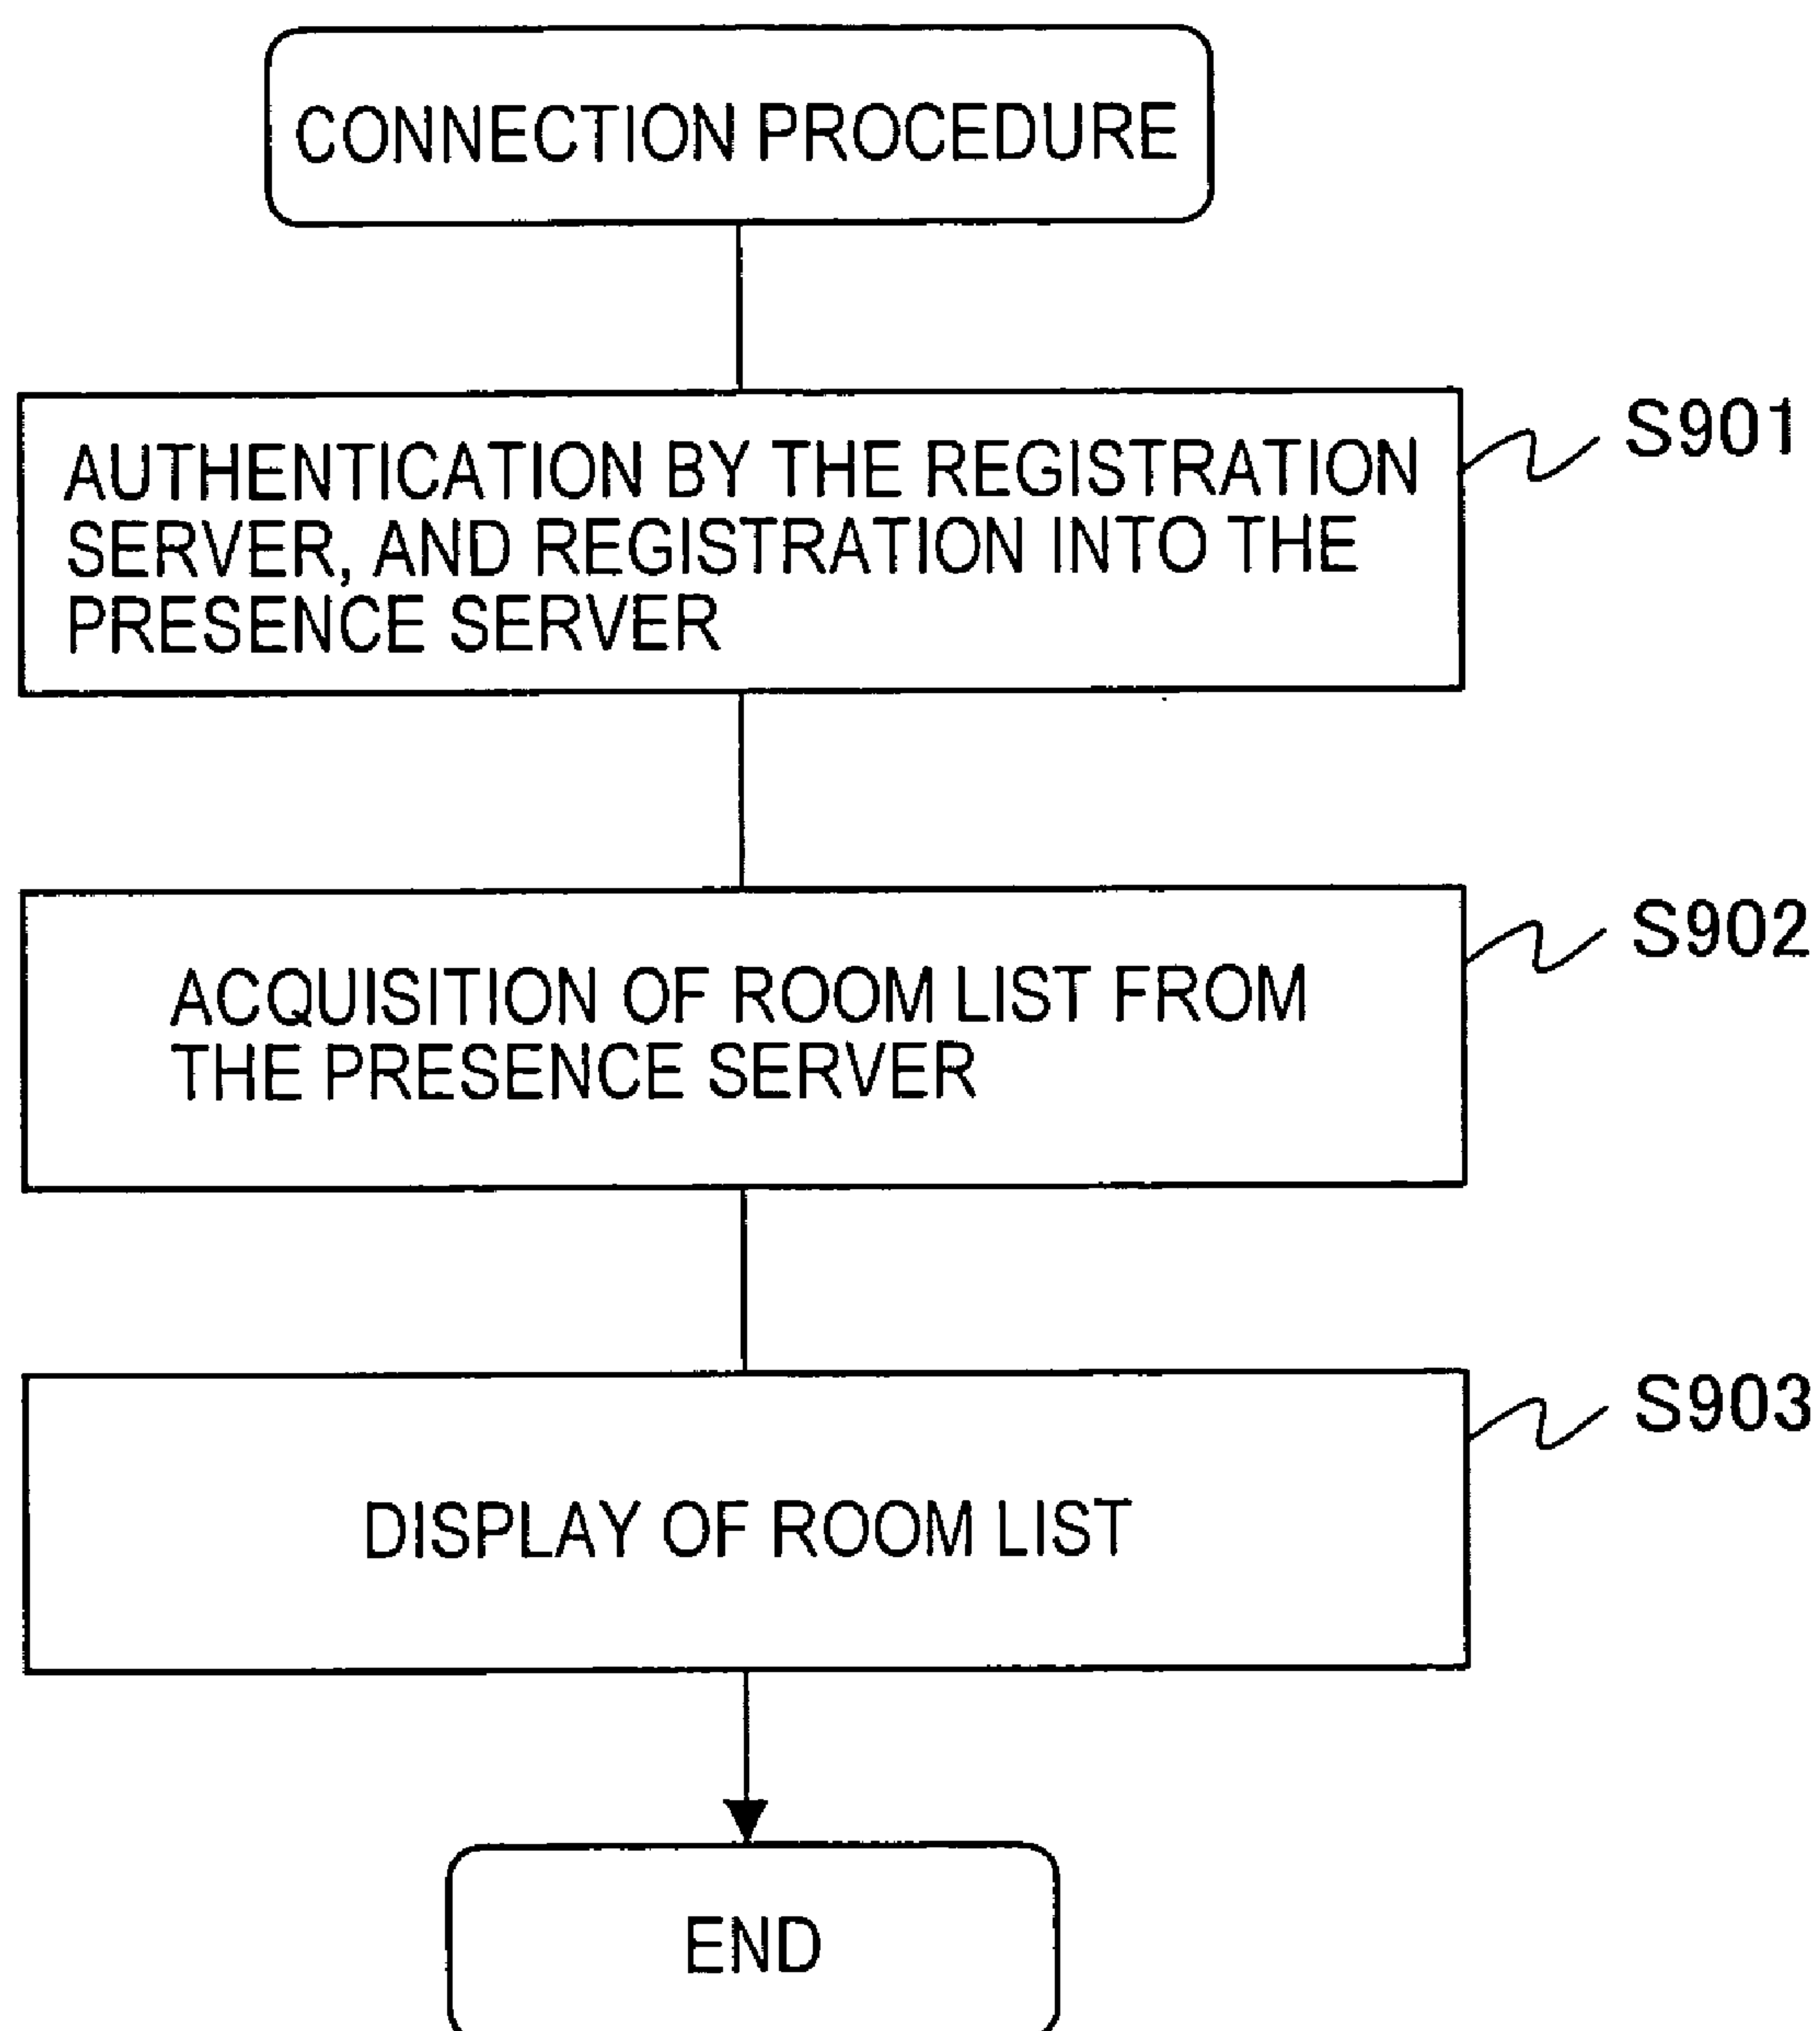 CONNECTION PROCEDURE
AUTHENTICATION BY THE REGISTRATION
SERVER, AND REGISTRATION INTO THE
PRESENCE SERVER
S901
ACQUISITION OF ROOM LIST FROM
THE PRESENCE SERVER
S902
DISPLAY OF ROOM LIST
S903
END